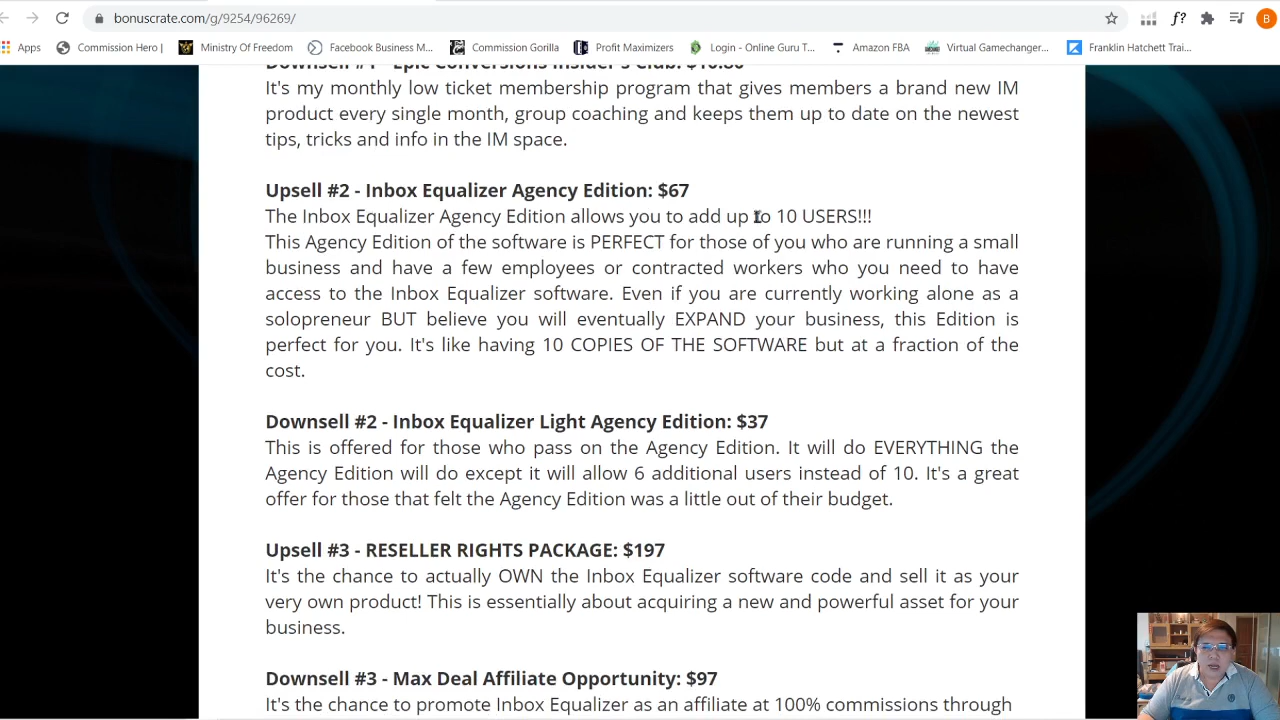 bonuscrate.com/g/9254/96269/
f?
B
Apps
Commission Hero |
Ministry Of Freedom
Facebook Business M...
Commission Gorilla
Profit Maximizers
Login - Online Guru T...
Amazon FBA
Virtual Gamechanger...
Franklin Hatchett Trai...
Downsell #1 - Epic Conversions Insider's Club: $16.80
It's my monthly low ticket membership program that gives members a brand new IM
product every single month, group coaching and keeps them up to date on the newest
tips, tricks and info in the IM space.
Upsell #2 - Inbox Equalizer Agency Edition: $67
The Inbox Equalizer Agency Edition allows you to add up to 10 USERS!!!
This Agency Edition of the software is PERFECT for those of you who are running a small
business and have a few employees or contracted workers who you need to have
access to the Inbox Equalizer software. Even if you are currently working alone as a
solopreneur BUT believe you will eventually EXPAND your business, this Edition is
perfect for you. It's like having 10 COPIES OF THE SOFTWARE but at a fraction of the
cost.
Downsell #2 - Inbox Equalizer Light Agency Edition: $37
This is offered for those who pass on the Agency Edition. It will do EVERYTHING the
Agency Edition will do except it will allow 6 additional users instead of 10. It's a great
offer for those that felt the Agency Edition was a little out of their budget.
Upsell #3 - RESELLER RIGHTS PACKAGE: $197
It's the chance to actually OWN the Inbox Equalizer software code and sell it as your
very own product! This is essentially about acquiring a new and powerful asset for your
business.
Downsell #3 - Max Deal Affiliate Opportunity: $97
It's the chance to promote Inbox Equalizer as an affiliate at 100% commissions through